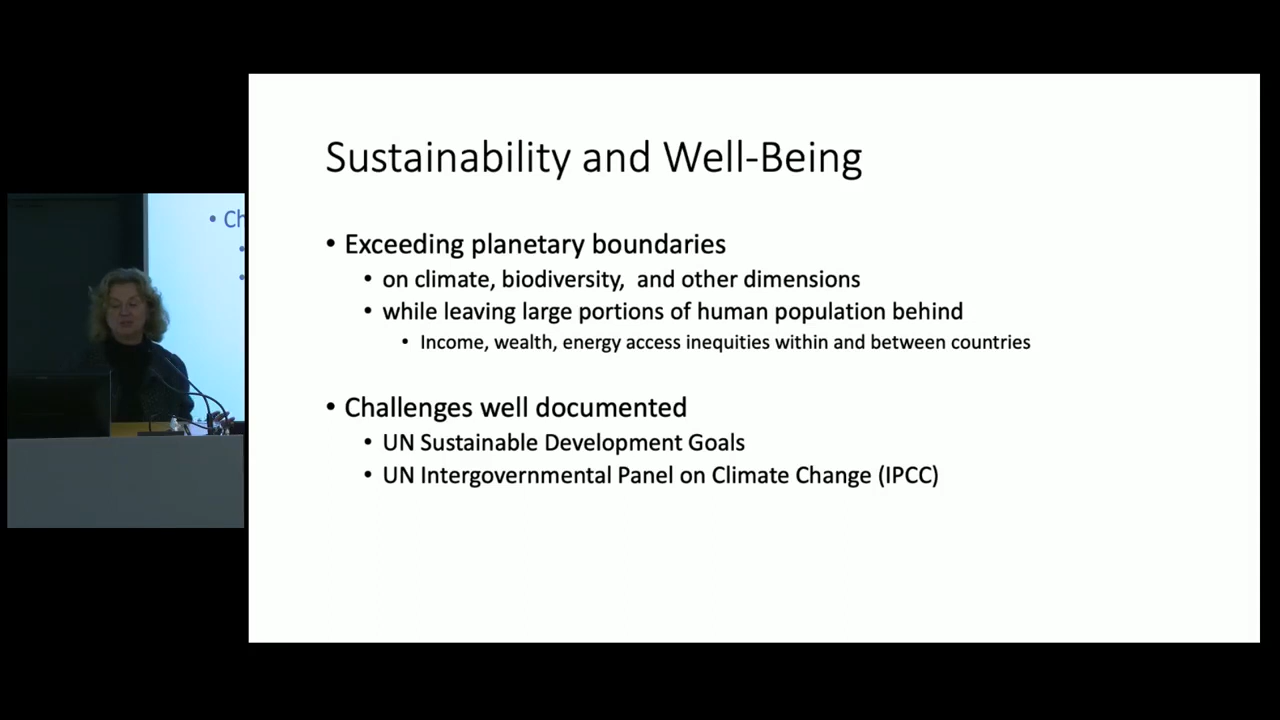 Sustainability and Well-Being
• Exceeding planetary boundaries
• on climate, biodiversity,  and other dimensions
• while leaving large portions of human population behind
• Income, wealth, energy access inequities within and between countries
• Challenges well documented
• UN Sustainable Development Goals
• UN Intergovernmental Panel on Climate Change (IPCC)
• Ch